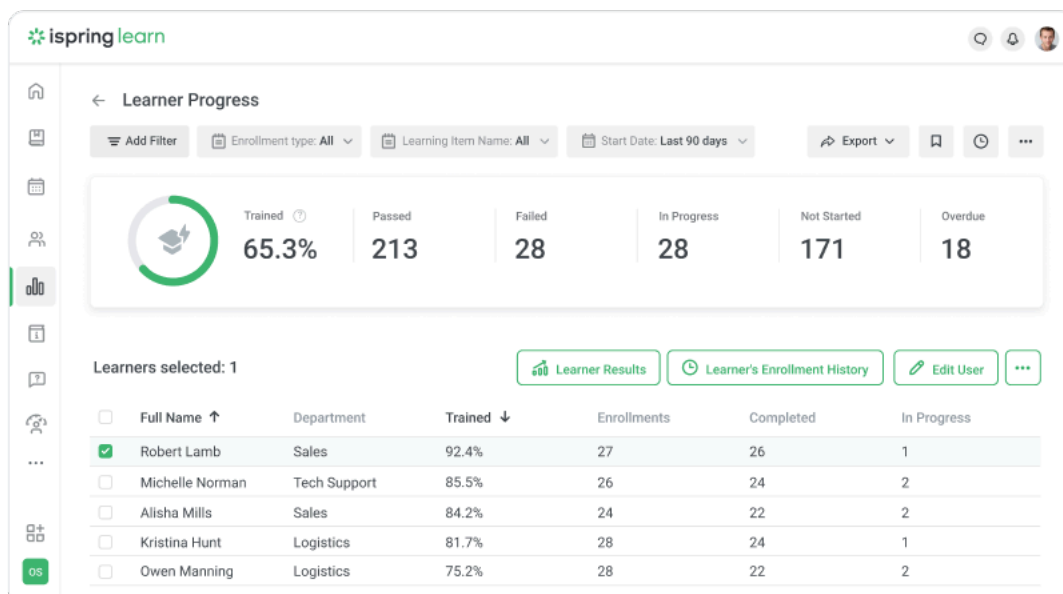 ispring learn
Learner Progress
Add Filter Enrollment type: All Learning Item Name: All Start Date: Last 90 days Export
Trained ? Passed Failed In Progress Not Started Overdue
65.3% 213 28 28 171 18
Learners selected: 1 Learner Results Learner's Enrollment History Edit User
Full Name Department Trained Enrollments Completed In Progress
Robert Lamb Sales 92.4% 27 26 1
Michelle Norman Tech Support 85.5% 26 24 2
Alisha Mills Sales 84.2% 24 22 2
Kristina Hunt Logistics 81.7% 28 24 1
Owen Manning Logistics 75.2% 28 22 2
OS